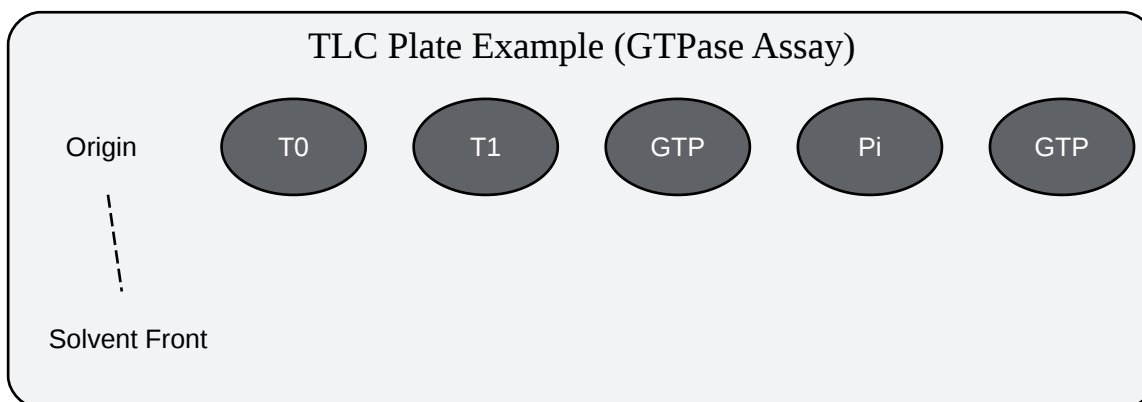 TLC Plate Example (GTPase Assay)
Origin T0 T1 GTP Pi GTP
Solvent Front